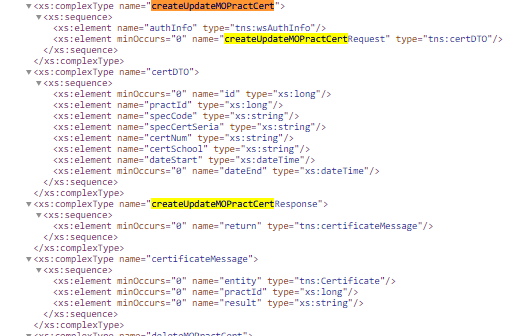 ▼<xs:complexType name="createUpdateMOPractCert">
▼<xs:sequence>
<xs:element name="authInfo" type="tns:wsAuthInfo"/>
<xs:element minOccurs="0" name="createUpdateMOPractCertRequest" type="tns:certDTO"/>
</xs:sequence>
</xs:complexType>
▼<xs:complexType name="certDTO">
▼<xs:sequence>
<xs:element minOccurs="0" name="id" type="xs:long"/>
<xs:element name="practId" type="xs:long"/>
<xs:element name="specCode" type="xs:string"/>
<xs:element name="specCertSeria" type="xs:string"/>
<xs:element name="certNum" type="xs:string"/>
<xs:element name="certSchool" type="xs:string"/>
<xs:element name="dateStart" type="xs:dateTime"/>
<xs:element minOccurs="0" name="dateEnd" type="xs:dateTime"/>
</xs:sequence>
</xs:complexType>
▼<xs:complexType name="createUpdateMOPractCertResponse">
▼<xs:sequence>
<xs:element minOccurs="0" name="return" type="tns:certificateMessage"/>
</xs:sequence>
</xs:complexType>
▼<xs:complexType name="certificateMessage">
▼<xs:sequence>
<xs:element minOccurs="0" name="entity" type="tns:Certificate"/>
<xs:element minOccurs="0" name="practId" type="xs:long"/>
<xs:element minOccurs="0" name="result" type="xs:string"/>
</xs:sequence>
</xs:complexType>
▼<xs:complexType name="deleteMOPractCert">